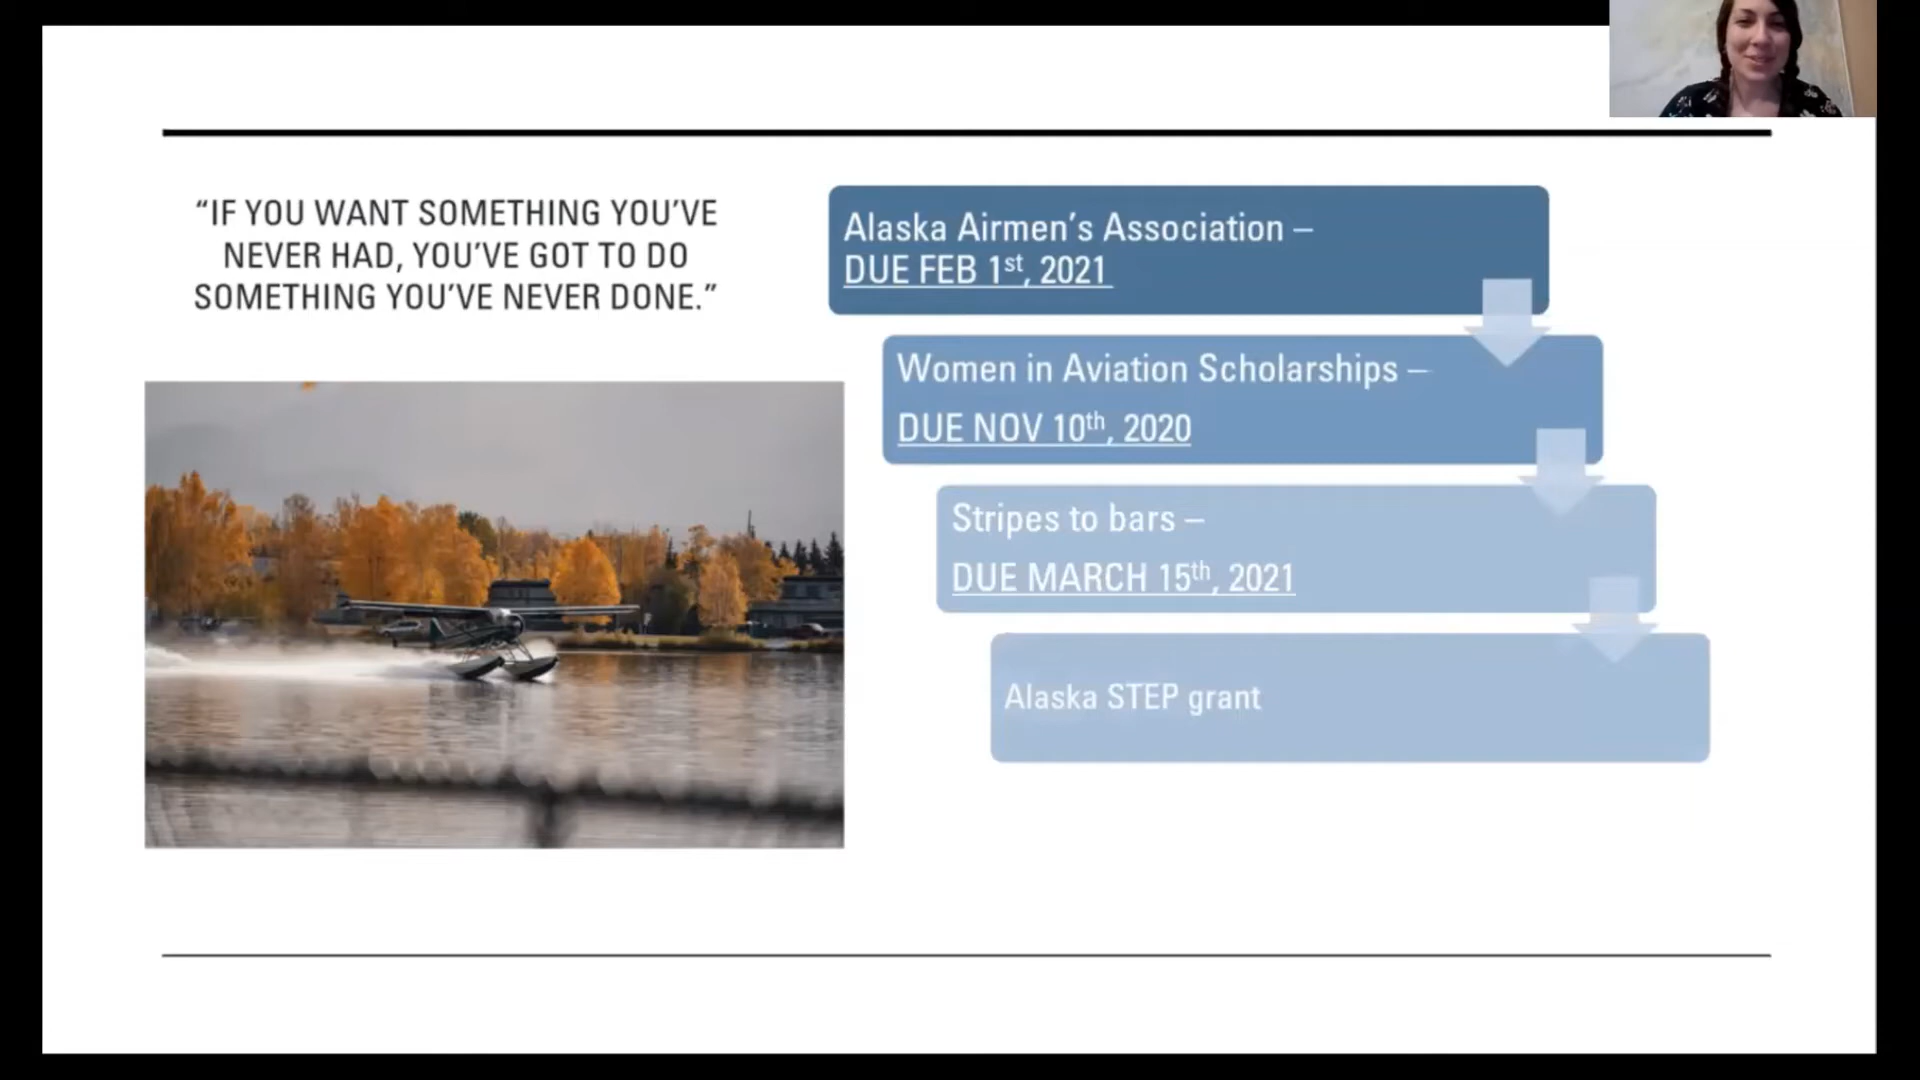 “IF YOU WANT SOMETHING YOU’VE
NEVER HAD, YOU’VE GOT TO DO
SOMETHING YOU’VE NEVER DONE.”
Alaska Airmen’s Association –
DUE FEB 1st, 2021
Women in Aviation Scholarships –
DUE NOV 10th, 2020
Stripes to bars –
DUE MARCH 15th, 2021
Alaska STEP grant